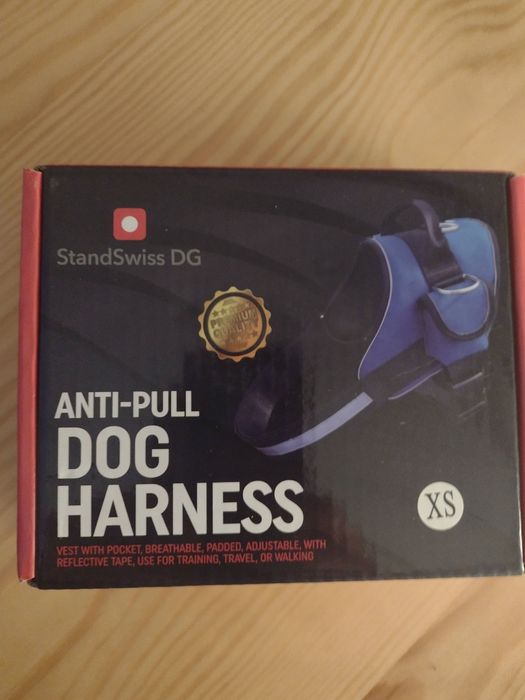 StandSwiss DG
PREMIUM
QUALITY
ANTI-PULL
DOG
HARNESS
XS
VEST WITH POCKET, BREATHABLE, PADDED, ADJUSTABLE, WITH
REFLECTIVE TAPE, USE FOR TRAINING, TRAVEL, OR WALKING